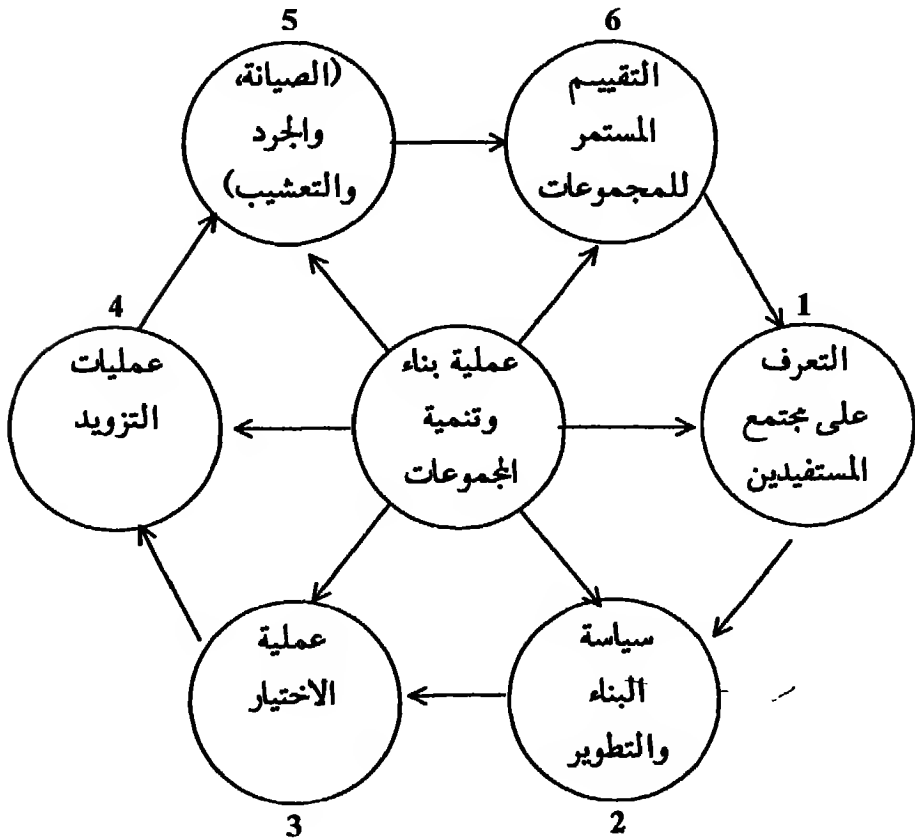 5
(الصيانة،
والجرد
والتعشيب)
6
التقييم
المستمر
للمجموعات
4
عمليات
التزويد
عملية بناء
وتنمية
المجموعات
1
التعرف
على مجتمع
المستفيدين
عملية
الاختيار
3
سياسة
البناء
والتطوير
2